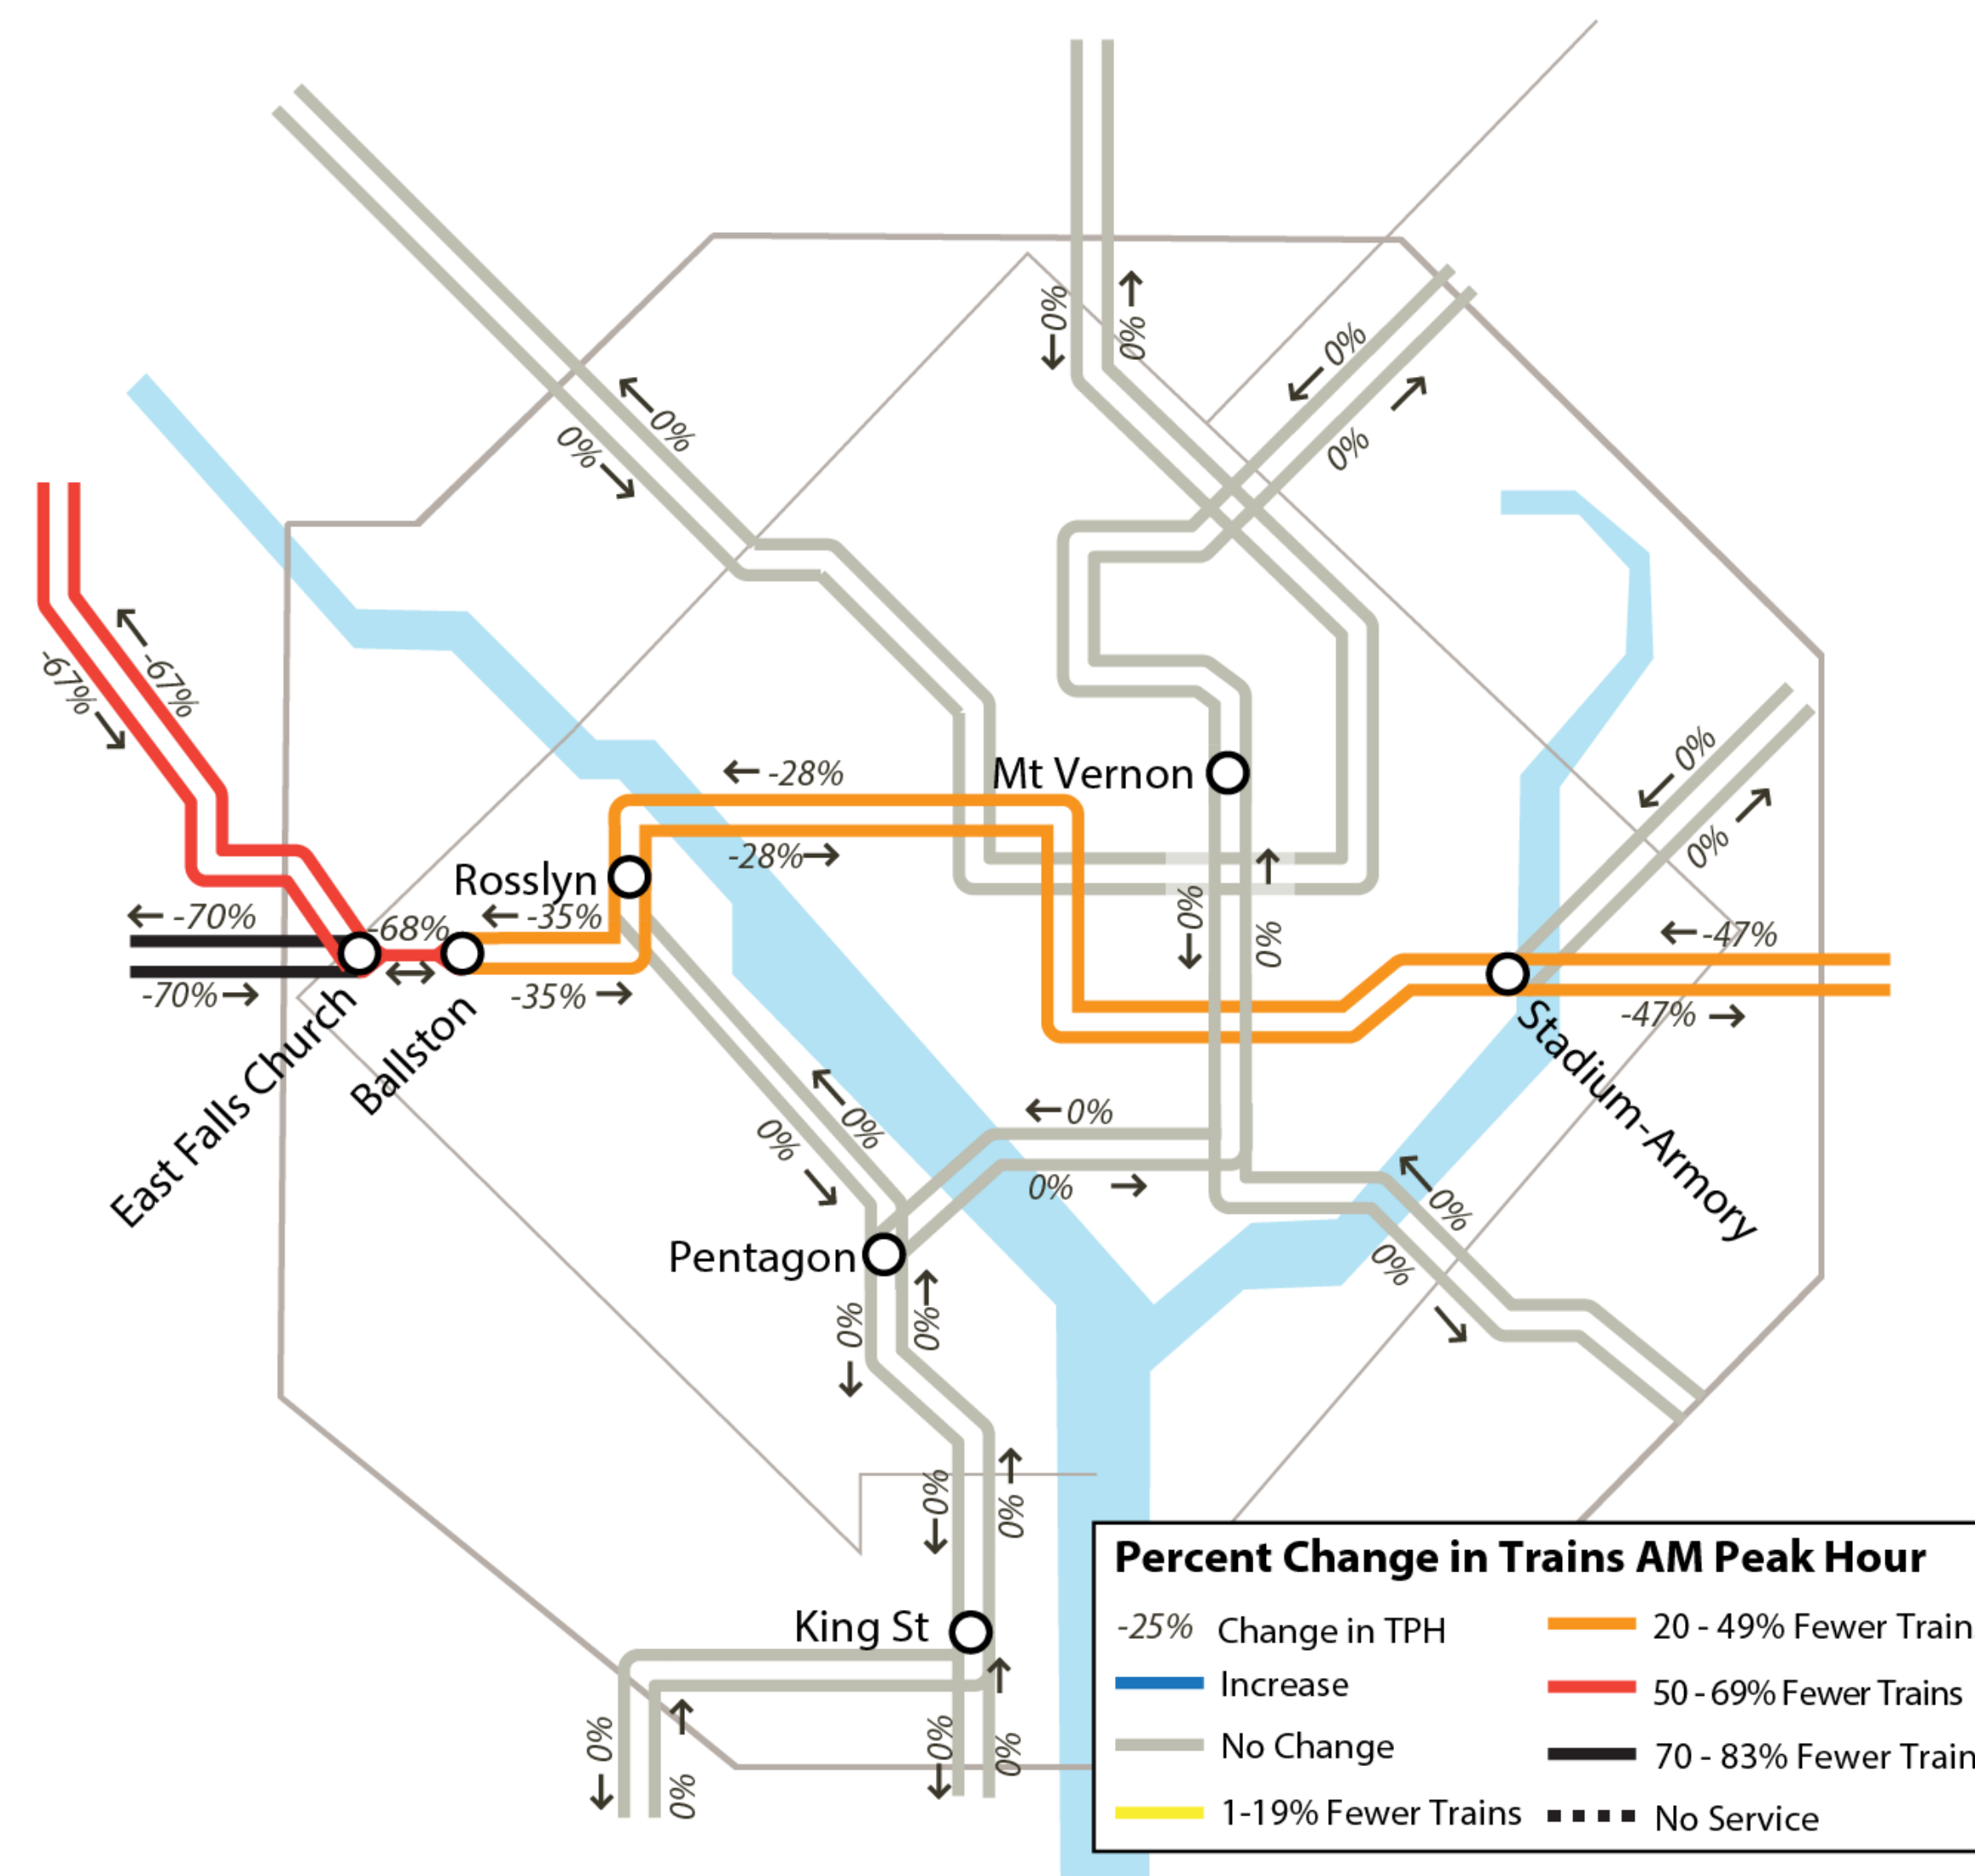 0%
0%
0%
0%
0%
0%
-67%
-67%
0%
0%
-28%
Mt Vernon
-28%
Rosslyn
-70%
-68%
-35%
0%
0%
-47%
-70%
-35%
-47%
East Falls Church
Ballston
Stadium-Armory
0%
0%
0%
0%
0%
0%
Pentagon
0%
0%
0%
0%
King St
0%
0%
0%
0%
Percent Change in Trains AM Peak Hour
-25% Change in TPH
Increase
No Change
1-19% Fewer Trains
20 - 49% Fewer Train
50 - 69% Fewer Trains
70 - 83% Fewer Train
No Service